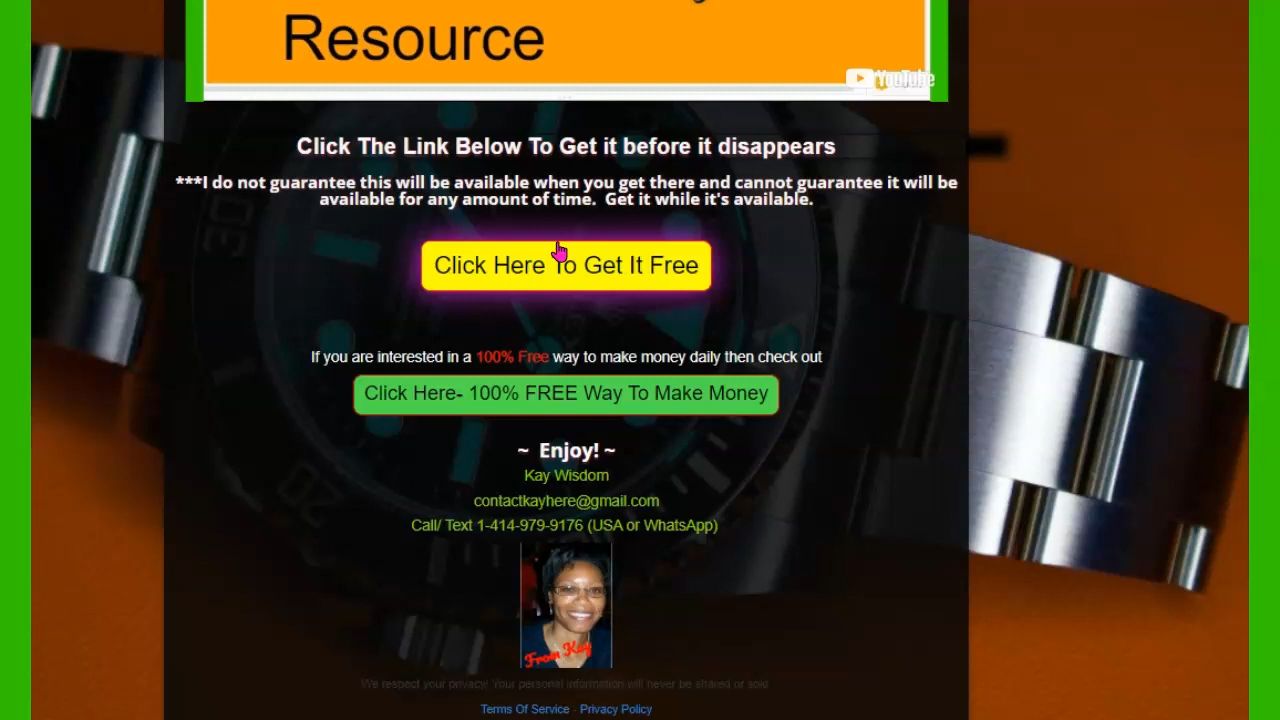 Resource
YouTube
Click The Link Below To Get it before it disappears
***I do not guarantee this will be available when you get there and cannot guarantee it will be
available for any amount of time. Get it while it's available.
Click Here To Get It Free
If you are interested in a 100% Free way to make money daily then check out
Click Here- 100% FREE Way To Make Money
~ Enjoy! ~
Kay Wisdom
contactkayhere@gmail.com
Call/ Text 1-414-979-9176 (USA or WhatsApp)
From Kay
We respect your privacy! Your personal information will never be shared or sold
Terms Of Service - Privacy Policy
30
20